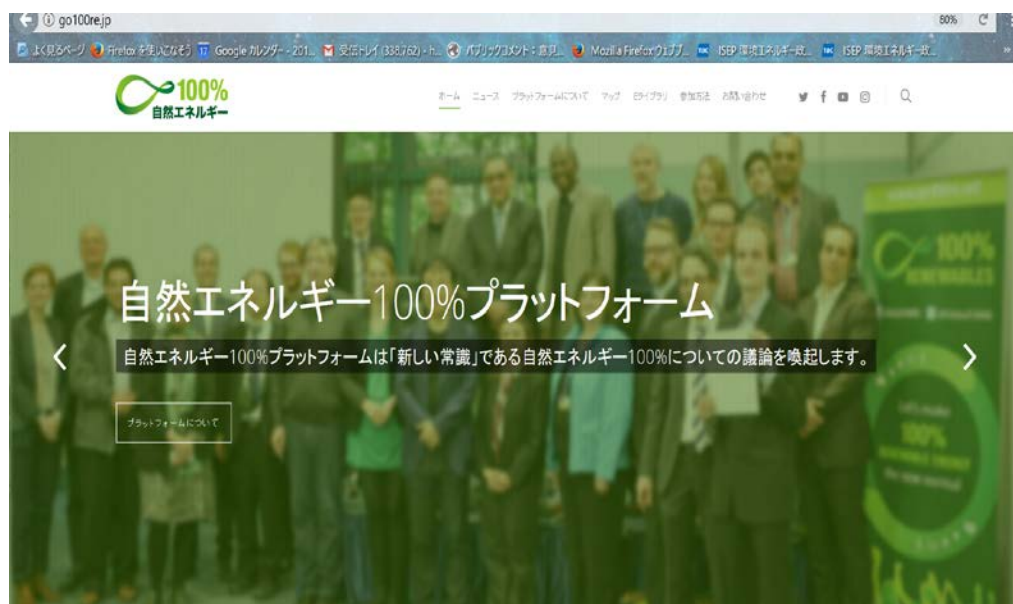 go100re.jp
80%
よく見るページ
Firefox を使いこなそう
Google カレンダー - 201...
受信トレイ (338,762) - h...
パブリックコメント:意見...
Mozilla Firefox ウェブ...
ISEP 環境エネルギー政...
ISEP 環境エネルギー政...
100%
自然エネルギー
ホーム ニュース プラットフォームについて マップ Eライブラリ 参加方法 お問い合わせ
100%
RENEWABLES
自然エネルギー100%プラットフォーム
自然エネルギー100%プラットフォームは「新しい常識」である自然エネルギー100%についての議論を喚起します。
プラットフォームについて
Let's make
100%
RENEWABLE ENERGY
the new normal